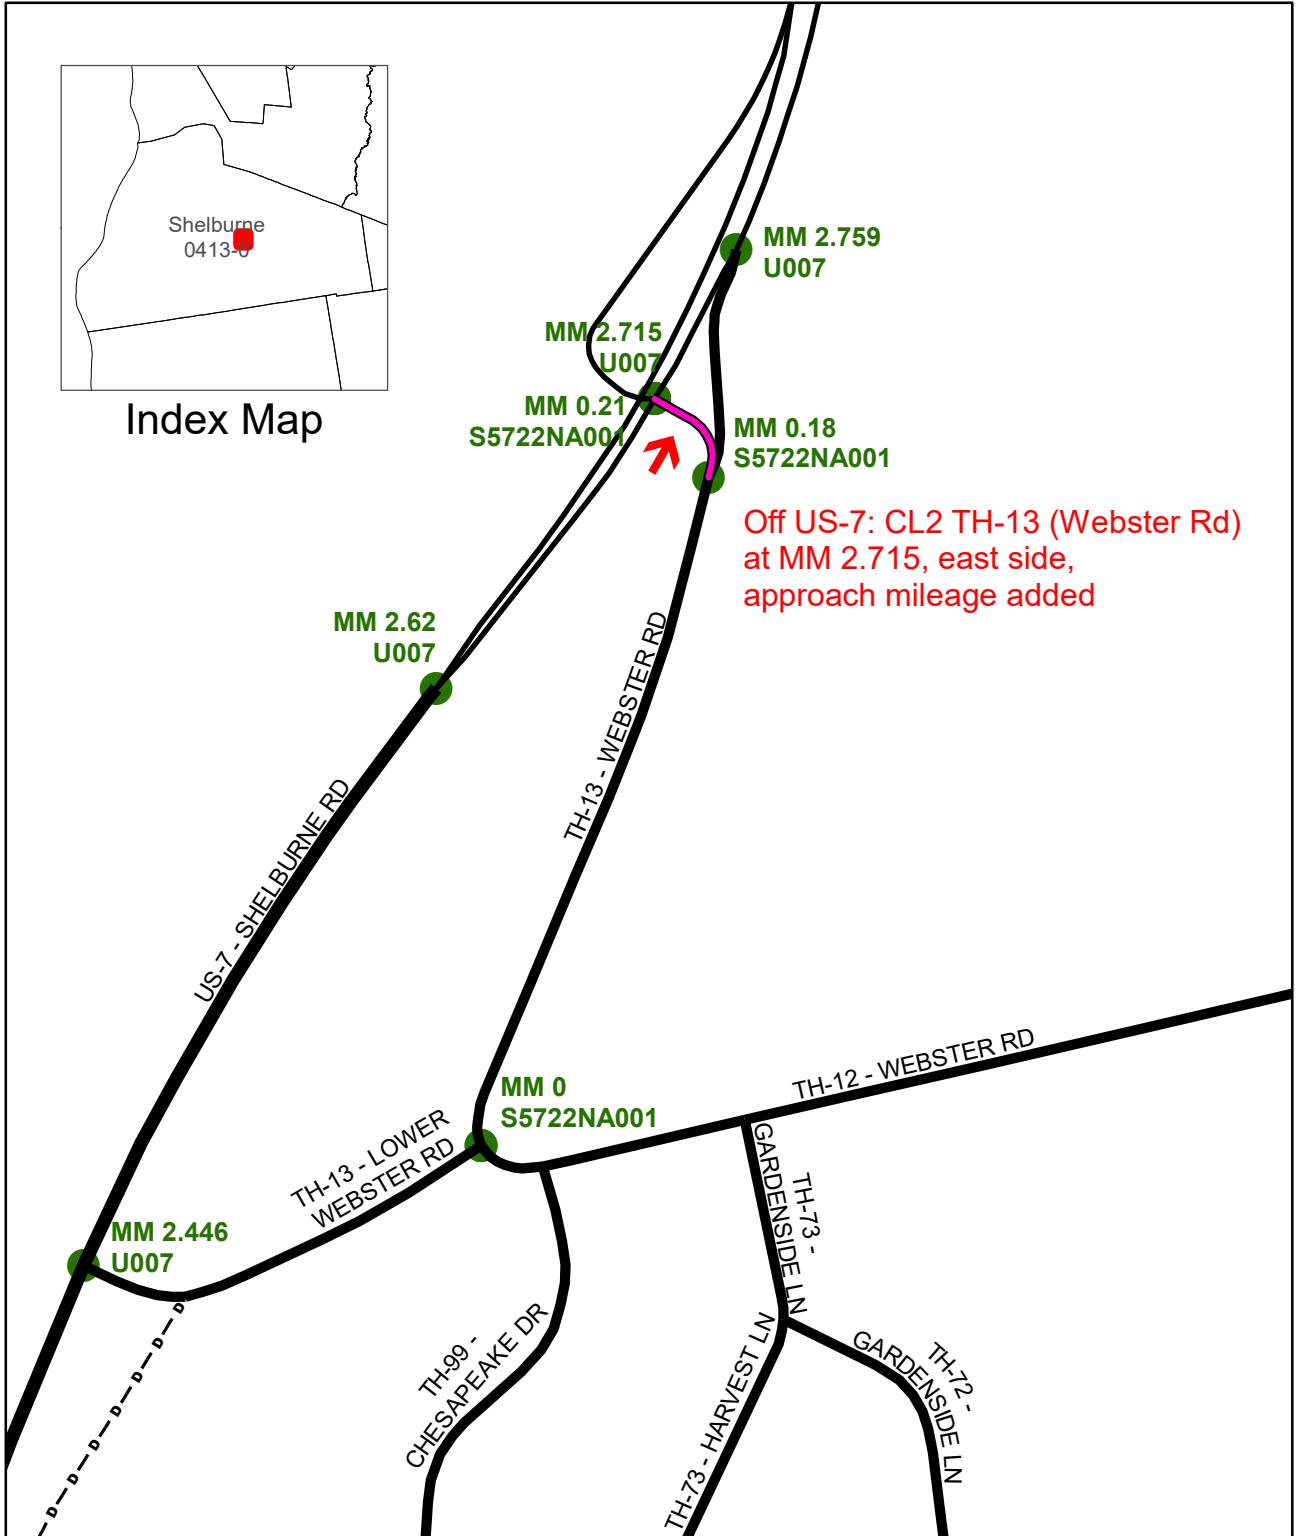 Shelburne
0413-0
Index Map
MM 2.759
U007
MM 2.715
U007
MM 0.21
S5722NA001
MM 0.18
S5722NA001
Off US-7: CL2 TH-13 (Webster Rd)
at MM 2.715, east side,
approach mileage added
MM 2.62
U007
TH-13 - WEBSTER RD
US-7 - SHELBURNE RD
TH-12 - WEBSTER RD
MM 0
S5722NA001
TH-13 - LOWER
WEBSTER RD
TH-73 -
GARDENSIDE LN
MM 2.446
U007
D
D
D
D
D
D
D
TH-99 -
CHESAPEAKE DR
TH-73 - HARVEST LN
TH-72 -
GARDENSIDE LN